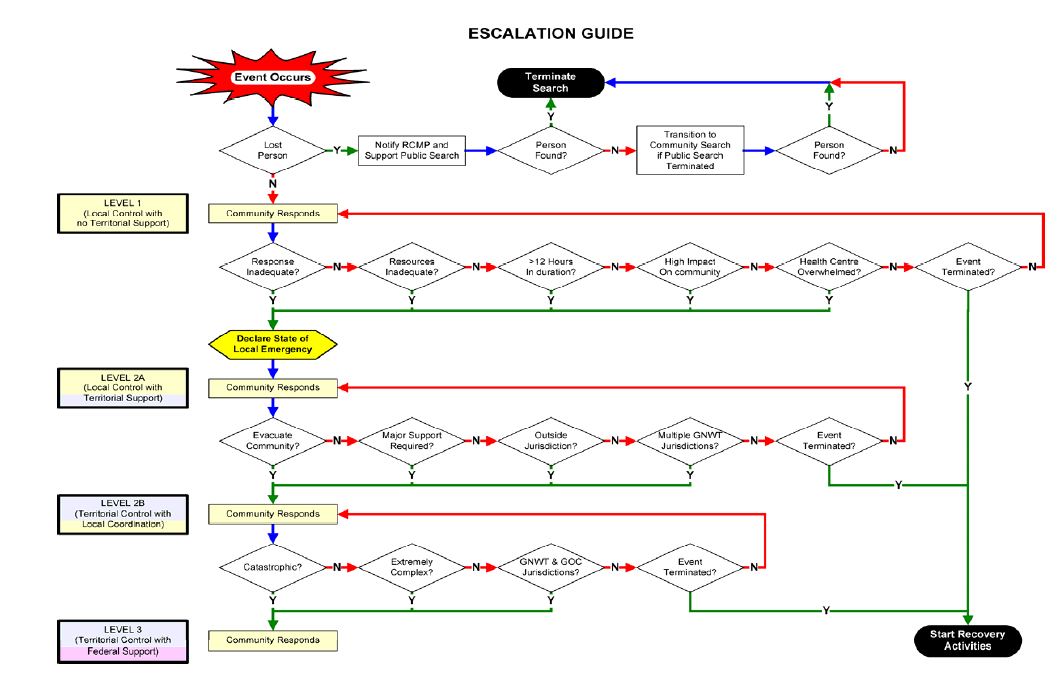 ESCALATION GUIDE
Event Occurs
Terminate
Search
Y
Y
Lost
Person
Y
Notify RCMP and
Support Public Search
Person
Found?
N
Transition to
Community Search
if Public Search
Terminated
Person
Found?
N
N
LEVEL 1
(Local Control with
no Territorial Support)
Community Responds
Response
Inadequate?
N
Resources
Inadequate?
N
>12 Hours
In duration?
N
High Impact
On community
N
Health Centre
Overwhelmed?
N
Event
Terminated?
N
Y
Y
Y
Y
Y
Declare State of
Local Emergency
LEVEL 2A
(Local Control with
Territorial Support)
Community Responds
Y
Evacuate
Community?
N
Major Support
Required?
N
Outside
Jurisdiction?
N
Multiple GNWT
Jurisdictions?
N
Event
Terminated?
N
Y
Y
Y
Y
Y
LEVEL 2B
(Territorial Control with
Local Coordination)
Community Responds
Catastrophic?
N
Extremely
Complex?
N
GNWT & GOC
Jurisdictions?
N
Event
Terminated?
N
Y
Y
Y
Y
LEVEL 3
(Territorial Control with
Federal Support)
Community Responds
Start Recovery
Activities